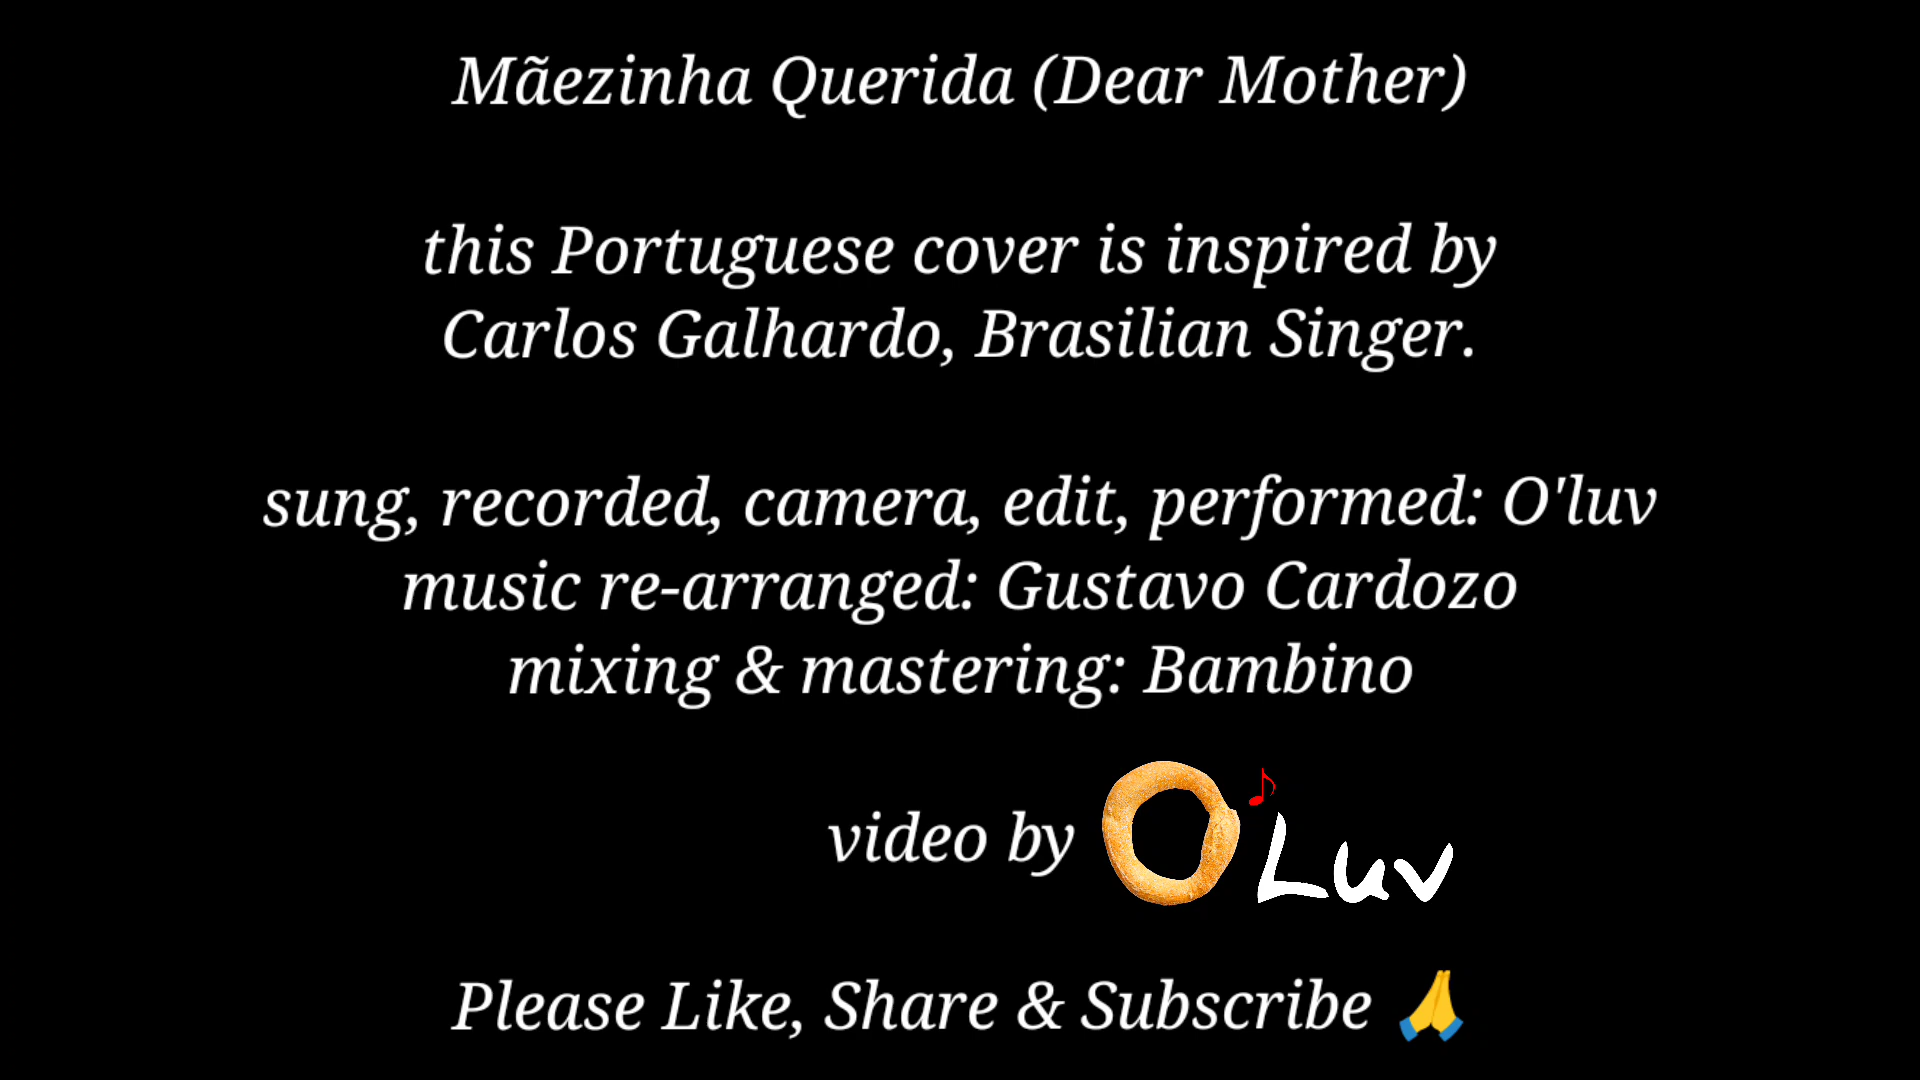 Mãezinha Querida (Dear Mother)
this Portuguese cover is inspired by
Carlos Galhardo, Brasilian Singer.
sung, recorded, camera, edit, performed: O'luv
music re-arranged: Gustavo Cardozo
mixing & mastering: Bambino
video by O'Luv
Please Like, Share & Subscribe 🙏